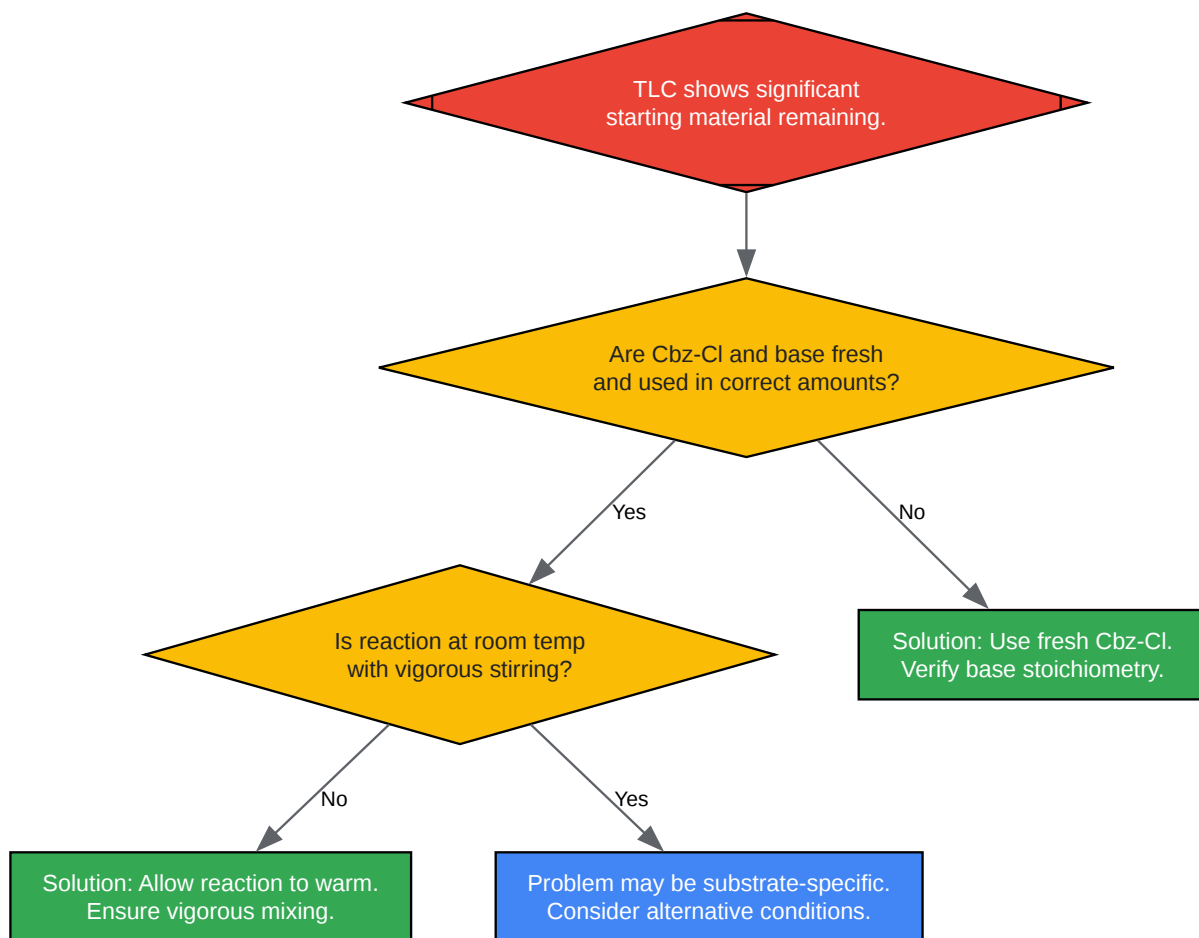 TLC shows significant
starting material remaining.
Are Cbz-Cl and base fresh
and used in correct amounts?
Yes
No
Is reaction at room temp
with vigorous stirring?
Solution: Use fresh Cbz-Cl.
Verify base stoichiometry.
No
Yes
Solution: Allow reaction to warm.
Ensure vigorous mixing.
Problem may be substrate-specific.
Consider alternative conditions.